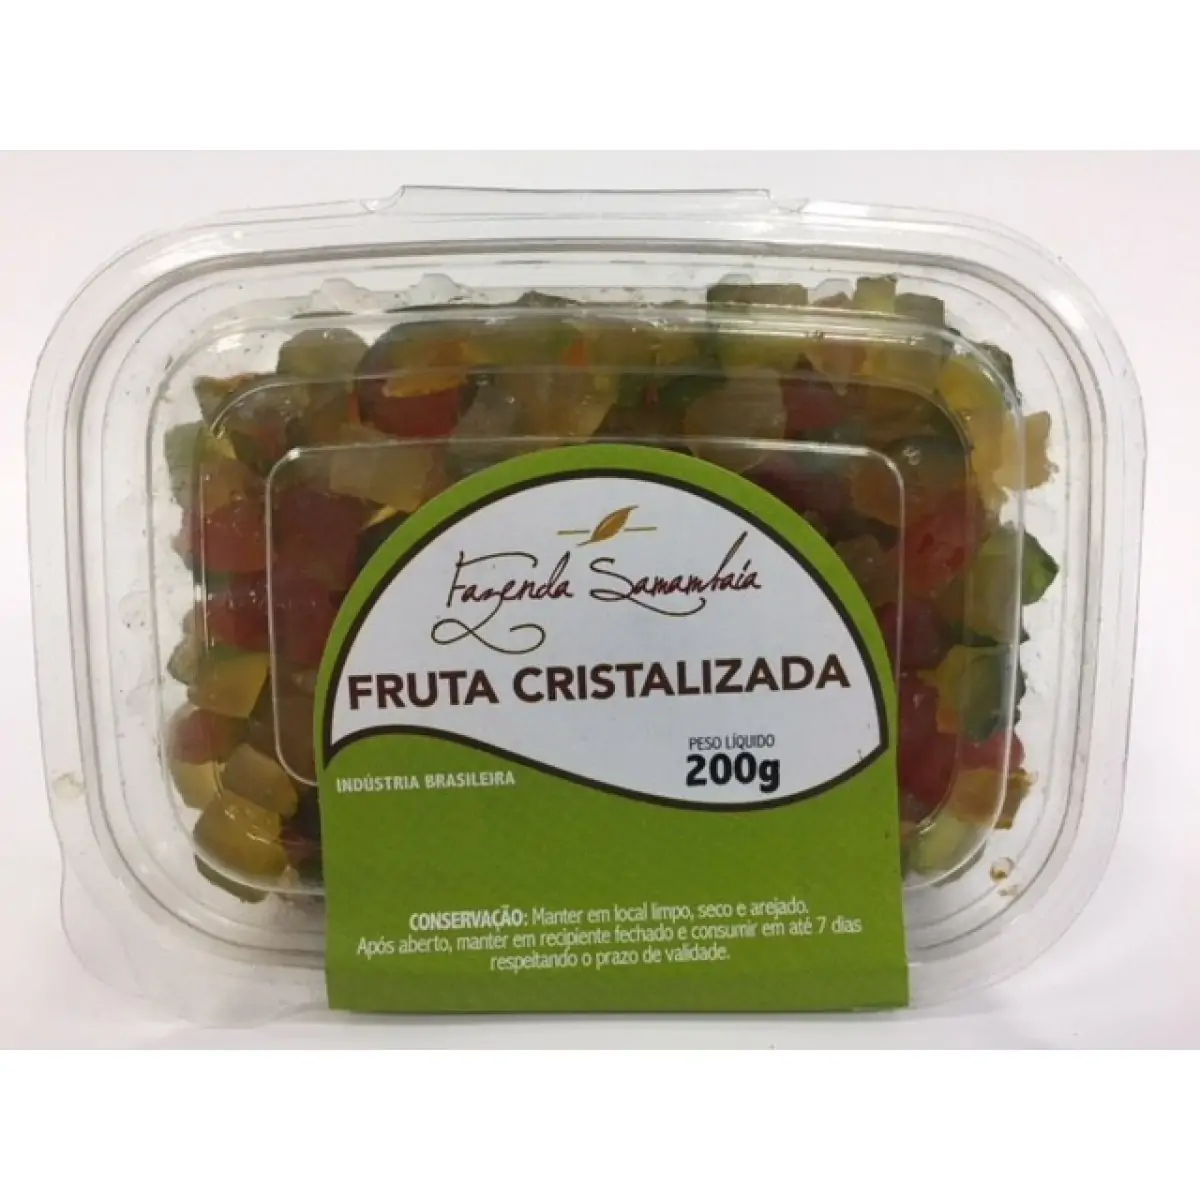 Fazenda Samambaia
FRUTA CRISTALIZADA
PESO LÍQUIDO
200g
INDÚSTRIA BRASILEIRA
CONSERVAÇÃO: Manter em local limpo, seco e arejado.
Após aberto, manter em recipiente fechado e consumir em até 7 dias
respeitando o prazo de validade.